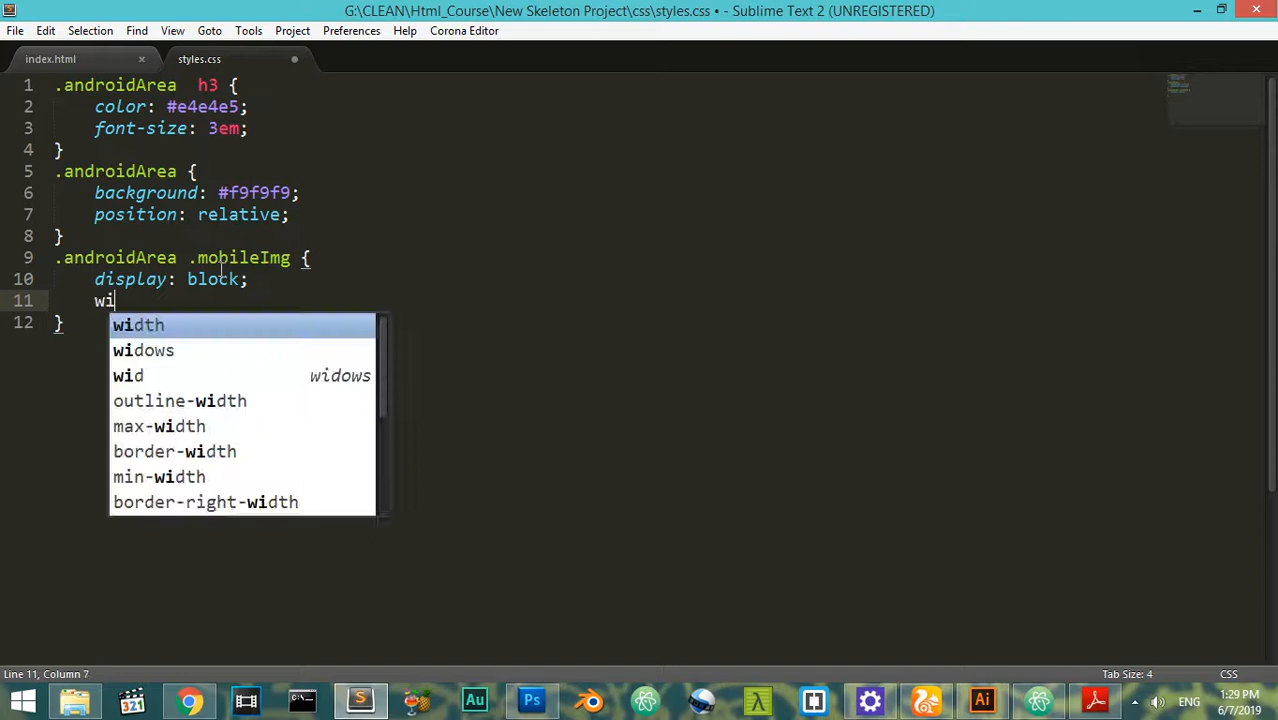 G:\CLEAN\Html_Course\New Skeleton Project\css\styles.css • - Sublime Text 2 (UNREGISTERED)
File Edit Selection Find View Goto Tools Project Preferences Help Corona Editor
index.html × styles.css
1 .androidArea  h3 {
2 color: #e4e4e5;
3 font-size: 3em;
4 }
5 .androidArea {
6 background: #f9f9f9;
7 position: relative;
8 }
9 .androidArea .mobileImg {
10 display: block;
11 wi
12 }
width
widows
wid widows
outline-width
max-width
border-width
min-width
border-right-width
Line 11, Column 7 Tab Size: 4 CSS
321 Au Ps Ai ENG
1:29 PM
6/7/2019